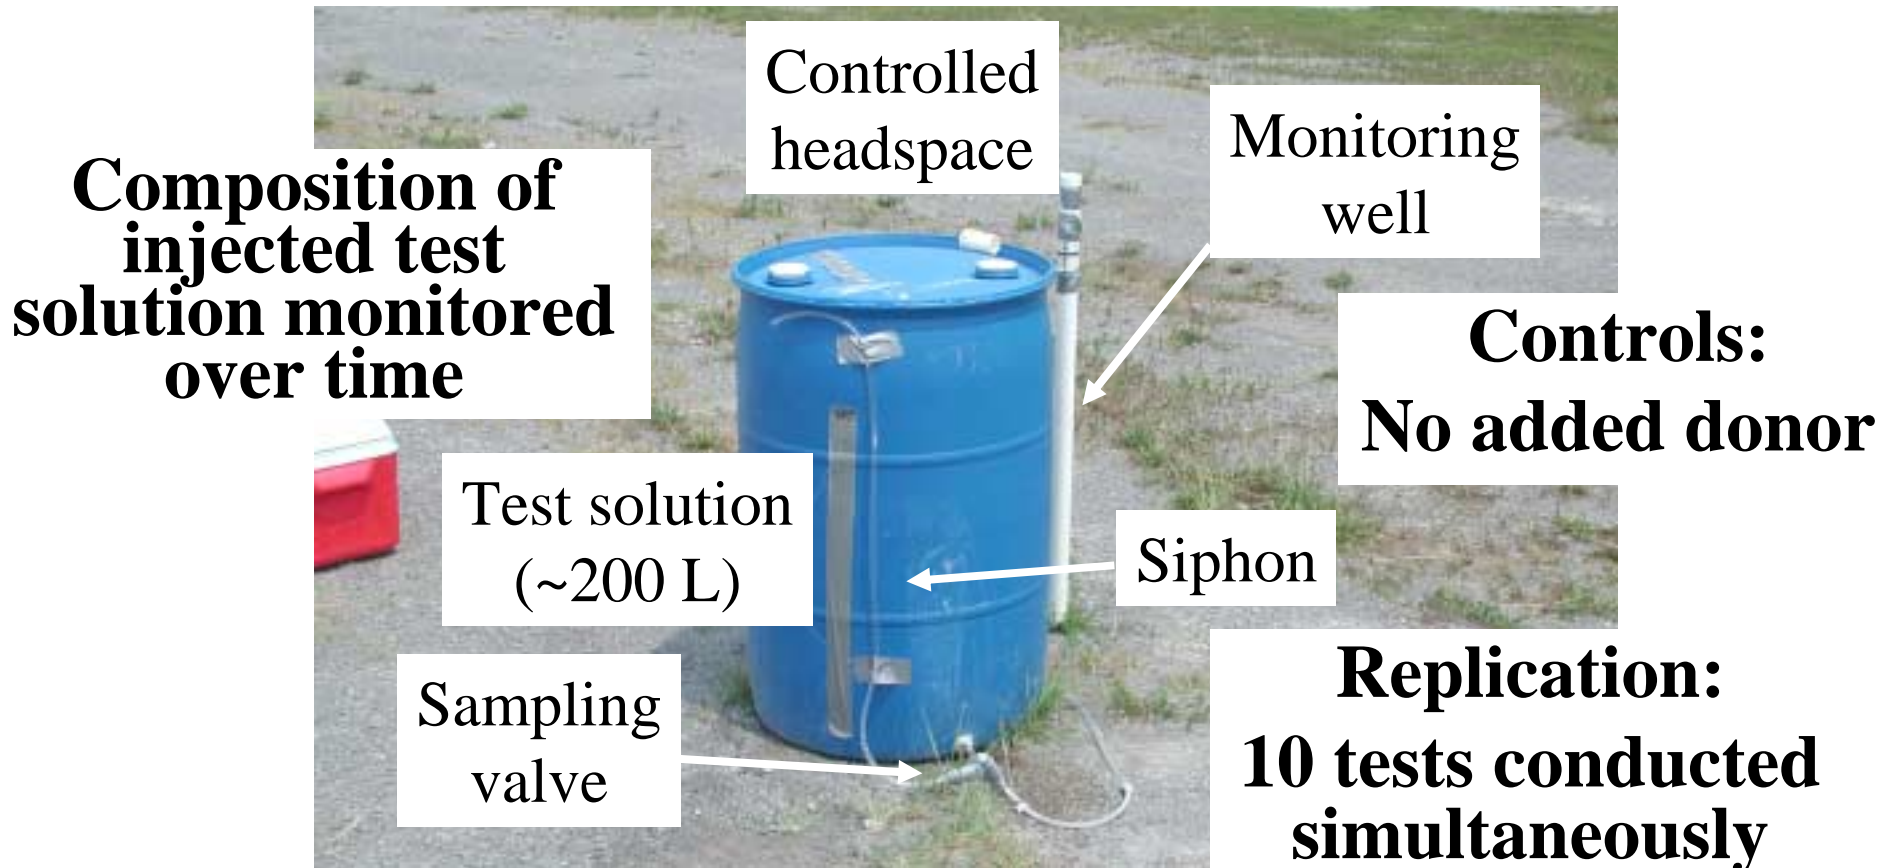 Controlled
headspace
Monitoring
well
Composition of
injected test
solution monitored
over time
Controls:
No added donor
Test solution
(~200 L)
Siphon
Sampling
valve
Replication:
10 tests conducted
simultaneously